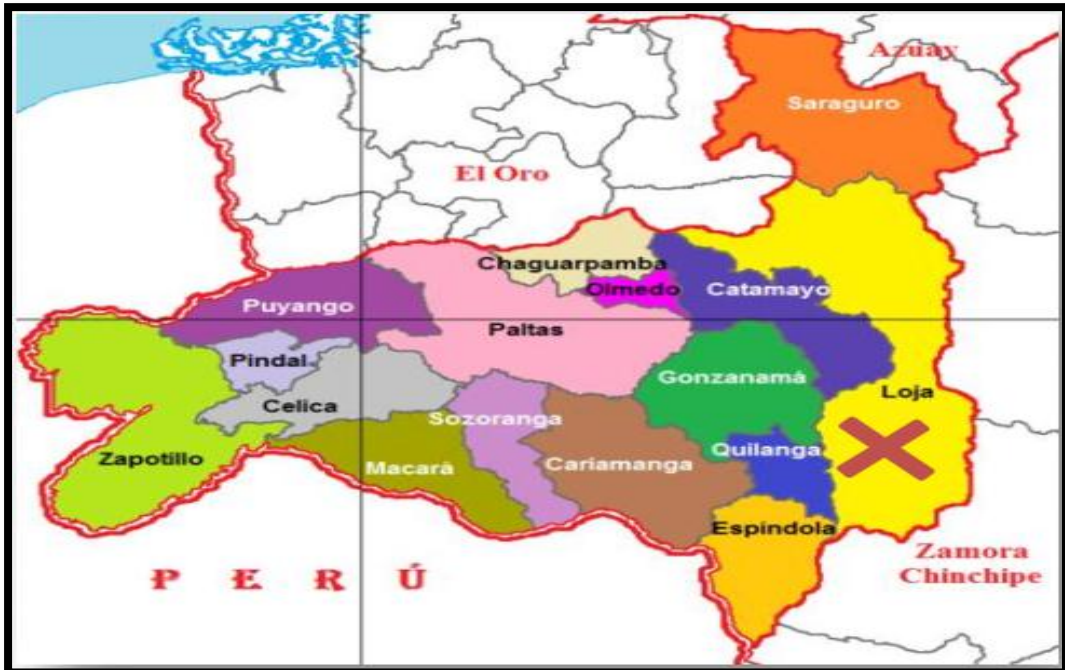 Azuay
Saraguro
El Oro
Chaguarpamba
Olmedo
Catamayo
Puyango
Paltas
Pindal
Gonzanamá
Loja
Celica
Sozoranga
Quilanga
Zapotillo
Macará
Cariamanga
Espíndola
Zamora
Chinchipe
P E R Ú